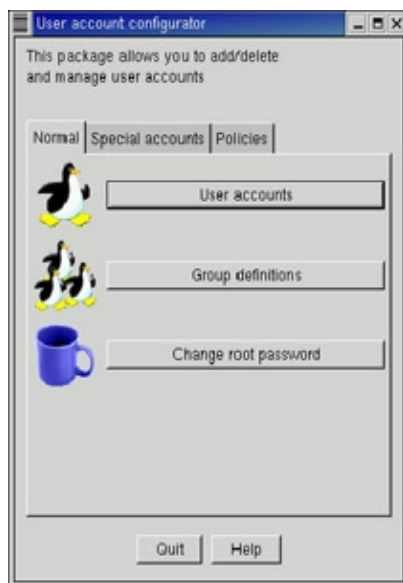 User account configurator
This package allows you to add/delete
and manage user accounts
Normal
Special accounts
Policies
User accounts
Group definitions
Change root password
Quit
Help